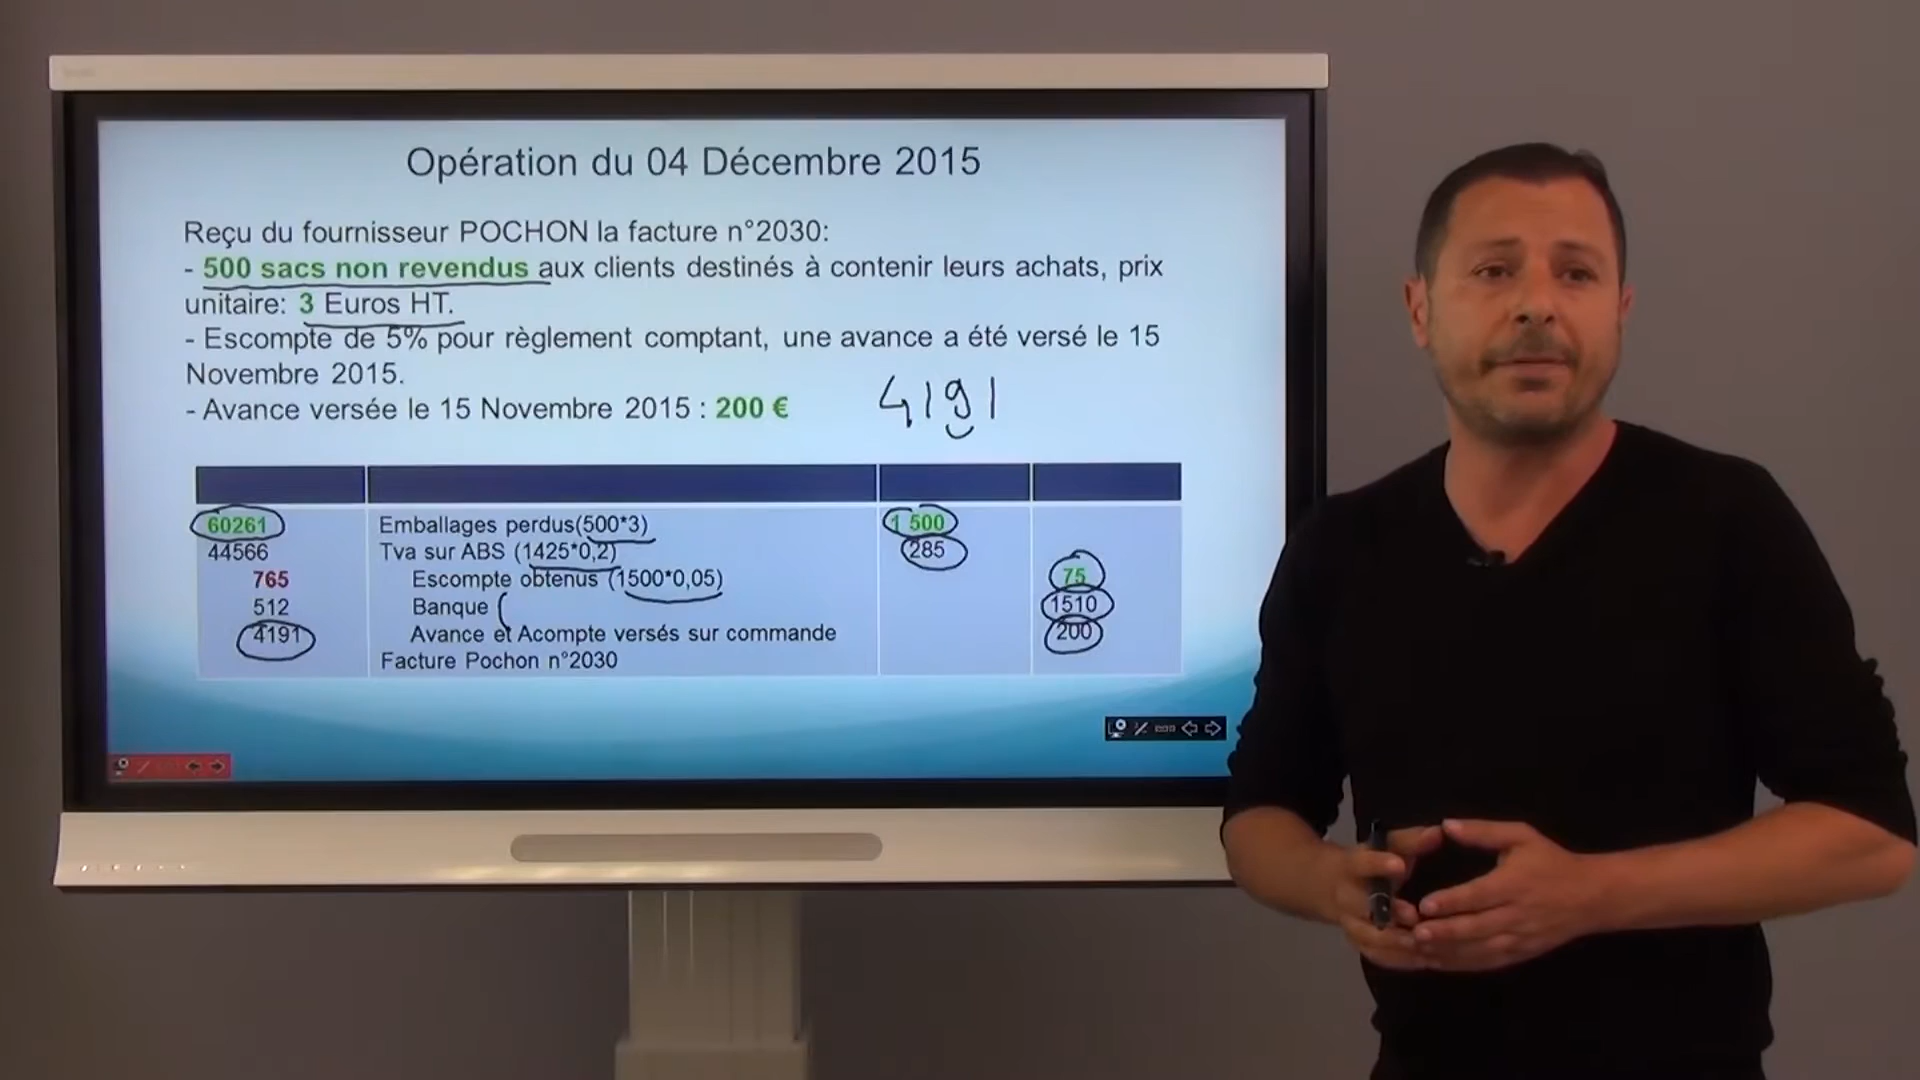 Opération du 04 Décembre 2015
Reçu du fournisseur POCHON la facture n°2030:
- 500 sacs non revendus aux clients destinés à contenir leurs achats, prix
unitaire: 3 Euros HT.
- Escompte de 5% pour règlement comptant, une avance a été versé le 15
Novembre 2015.
- Avance versée le 15 Novembre 2015 : 200 €
4191
60261 Emballages perdus(500*3) 1 500
44566 Tva sur ABS (1425*0,2) 285
765 Escompte obtenus (1500*0,05) 75
512 Banque 1510
4191 Avance et Acompte versés sur commande 200
Facture Pochon n°2030